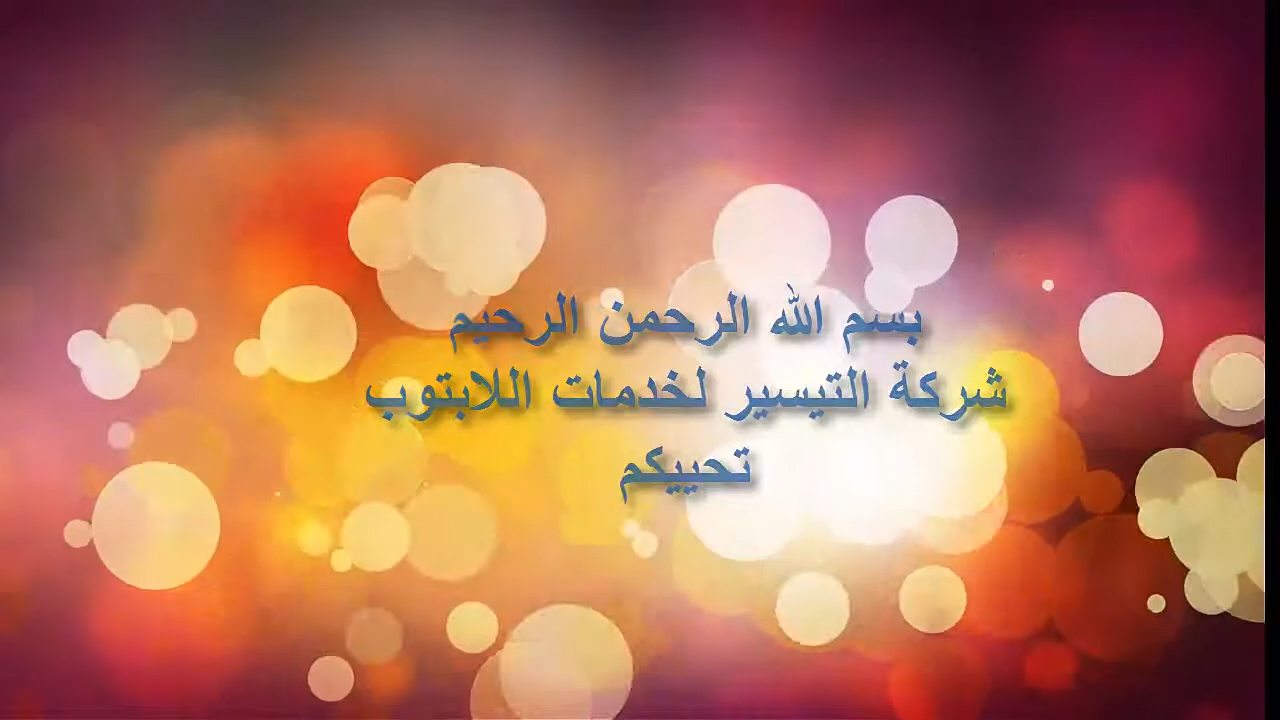 بسم الله الرحمن الرحيم
شركة التيسير لخدمات اللابتوب
تحييكم